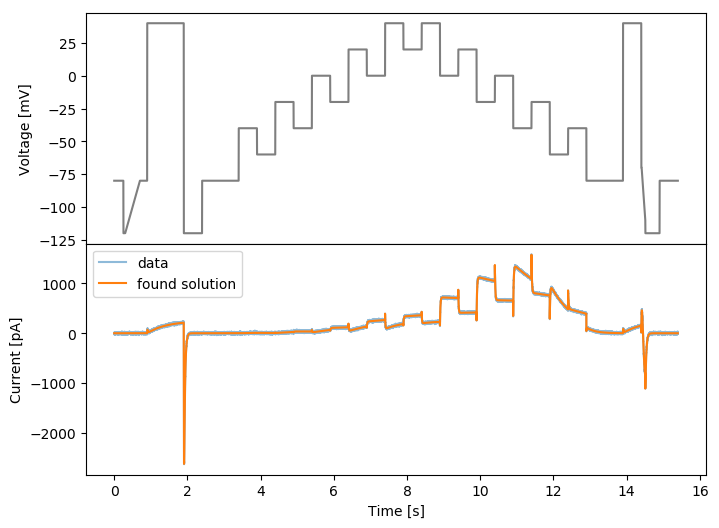 25
0
−25
−50
−75
−100
−125
Voltage [mV]
data
found solution
1000
0
−1000
−2000
Current [pA]
0 2 4 6 8 10 12 14 16
Time [s]